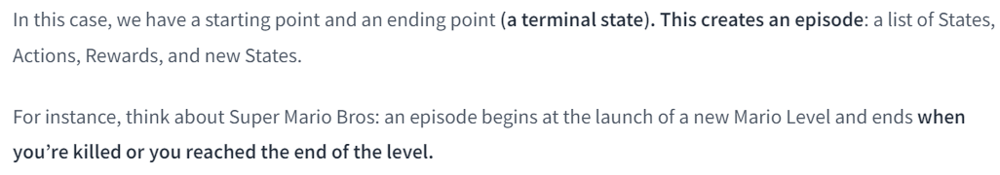 In this case, we have a starting point and an ending point (a terminal state). This creates an episode: a list of States,
Actions, Rewards, and new States.
For instance, think about Super Mario Bros: an episode begins at the launch of a new Mario Level and ends when
you’re killed or you reached the end of the level.